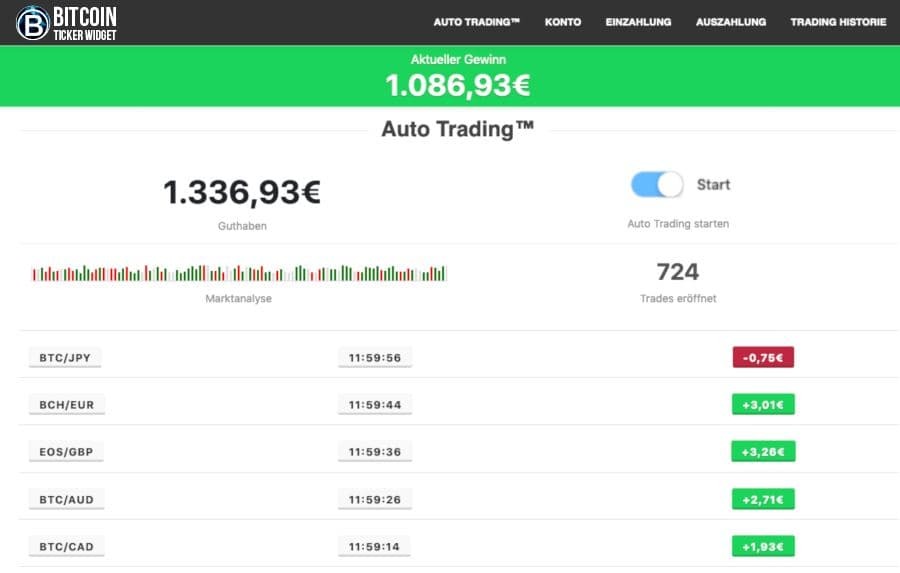 BITCOIN
TICKER WIDGET
AUTO TRADING™ KONTO EINZAHLUNG AUSZAHLUNG TRADING HISTORIE
Aktueller Gewinn
1.086,93€
Auto Trading™
1.336,93€
Guthaben
Start
Auto Trading starten
Marktanalyse
724
Trades eröffnet
BTC/JPY 11:59:56 -0,75€
BCH/EUR 11:59:44 +3,01€
EOS/GBP 11:59:36 +3,26€
BTC/AUD 11:59:26 +2,71€
BTC/CAD 11:59:14 +1,93€